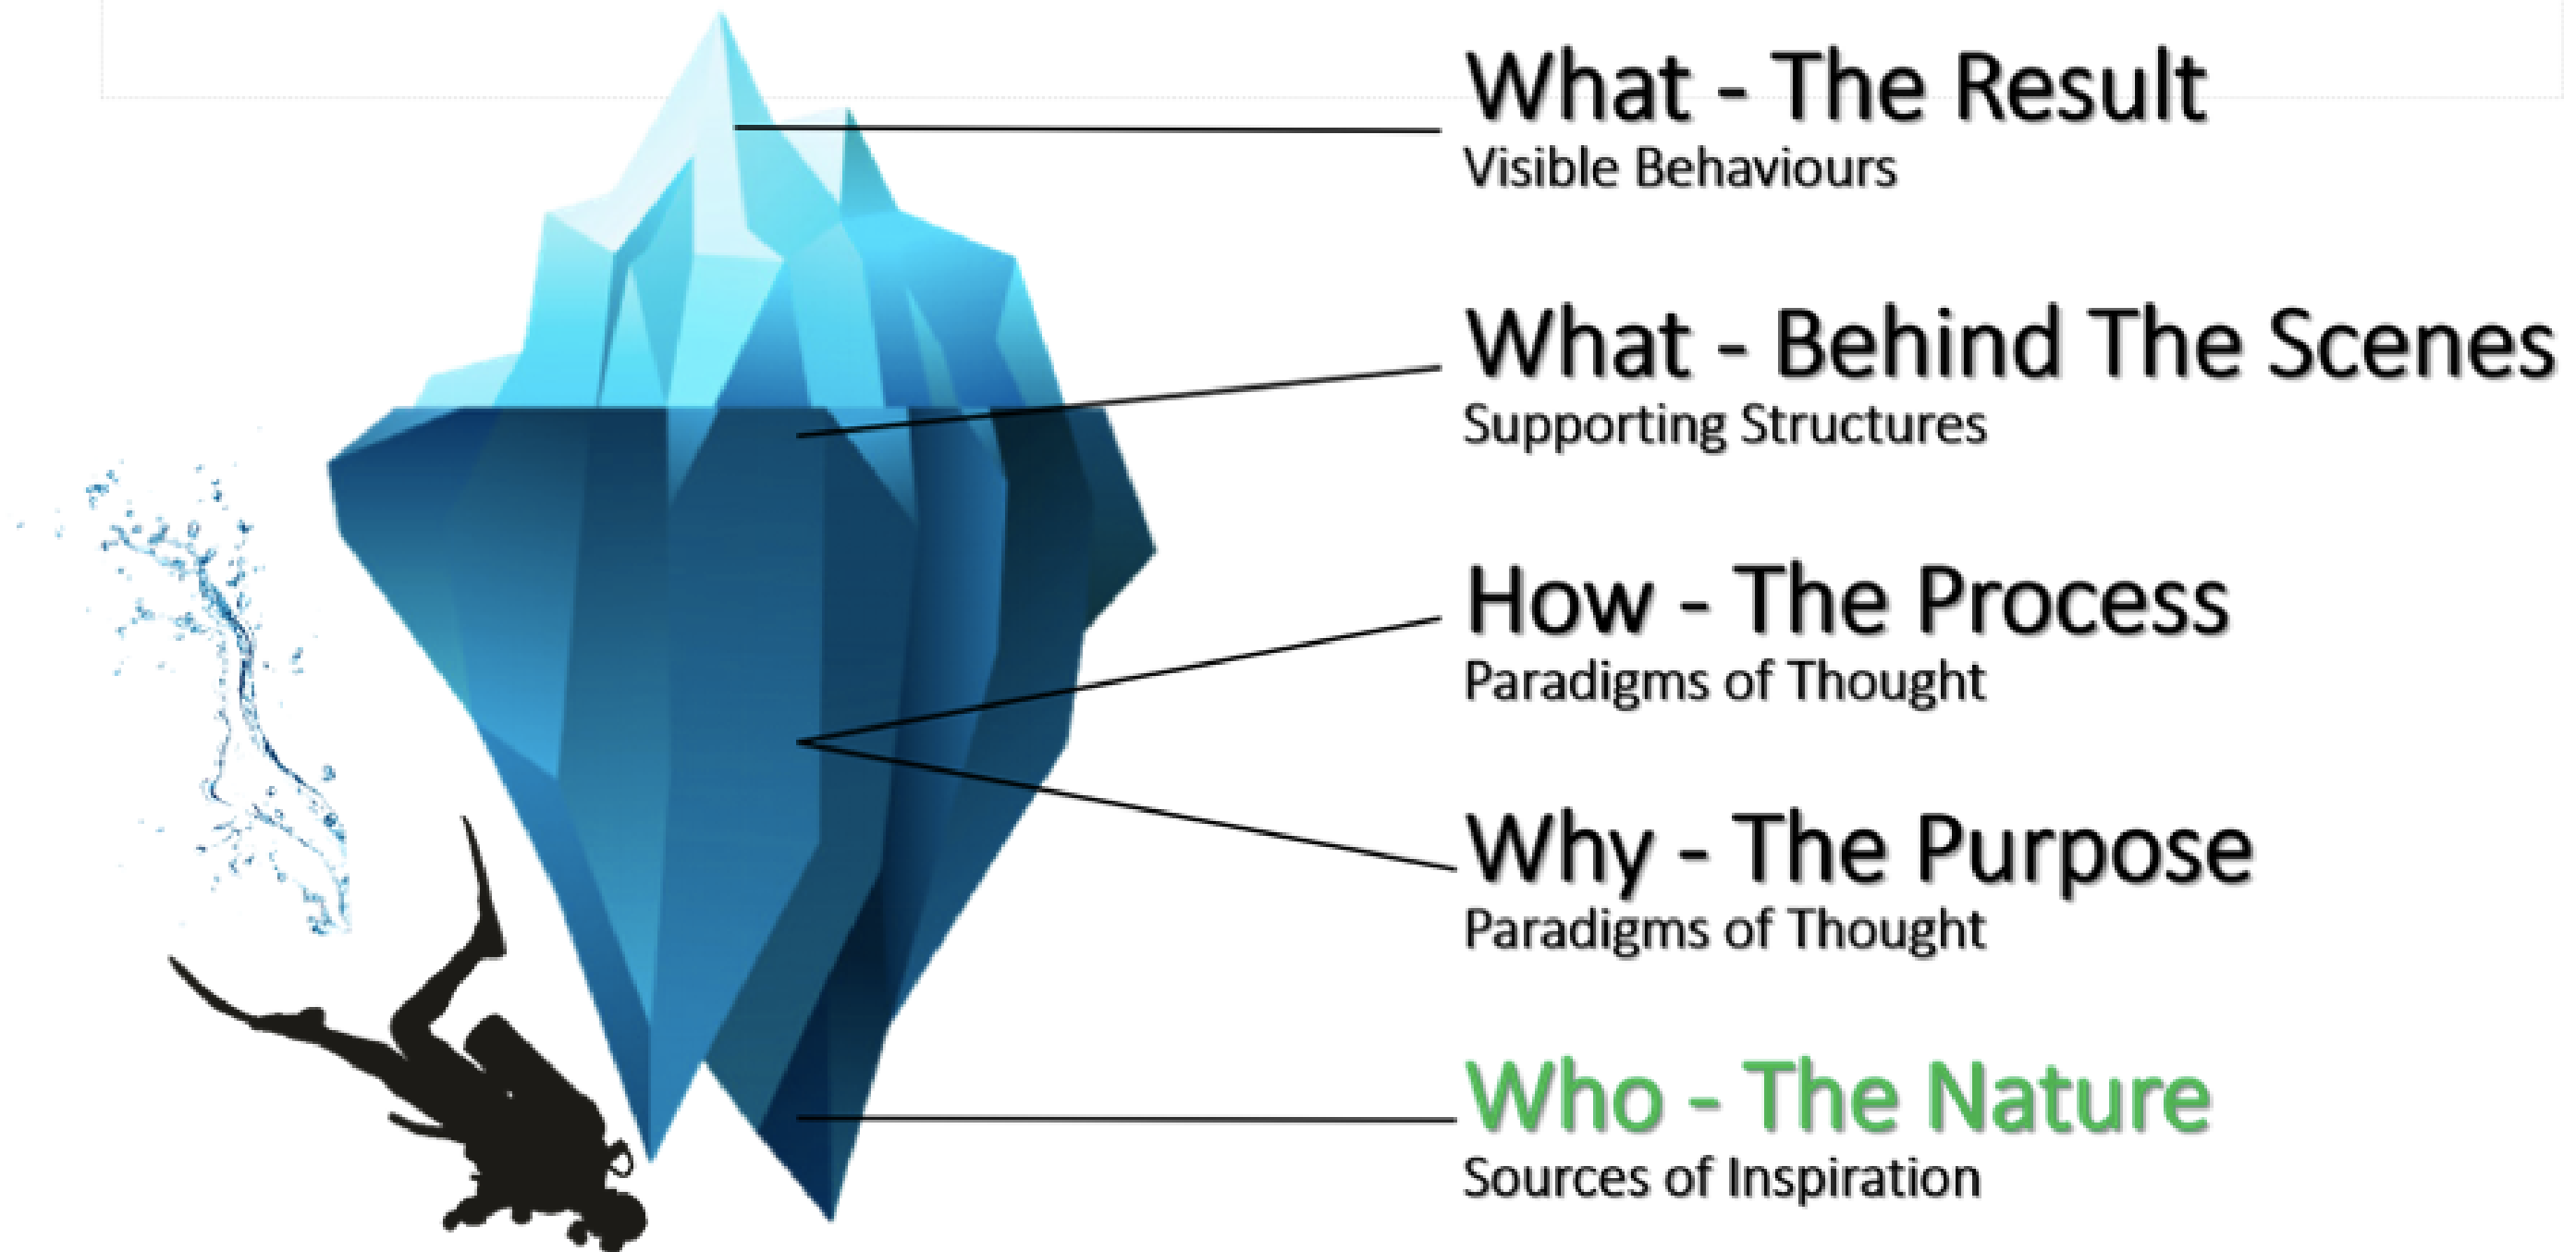 What - The Result
Visible Behaviours
What - Behind The Scenes
Supporting Structures
How - The Process
Paradigms of Thought
Why - The Purpose
Paradigms of Thought
Who - The Nature
Sources of Inspiration